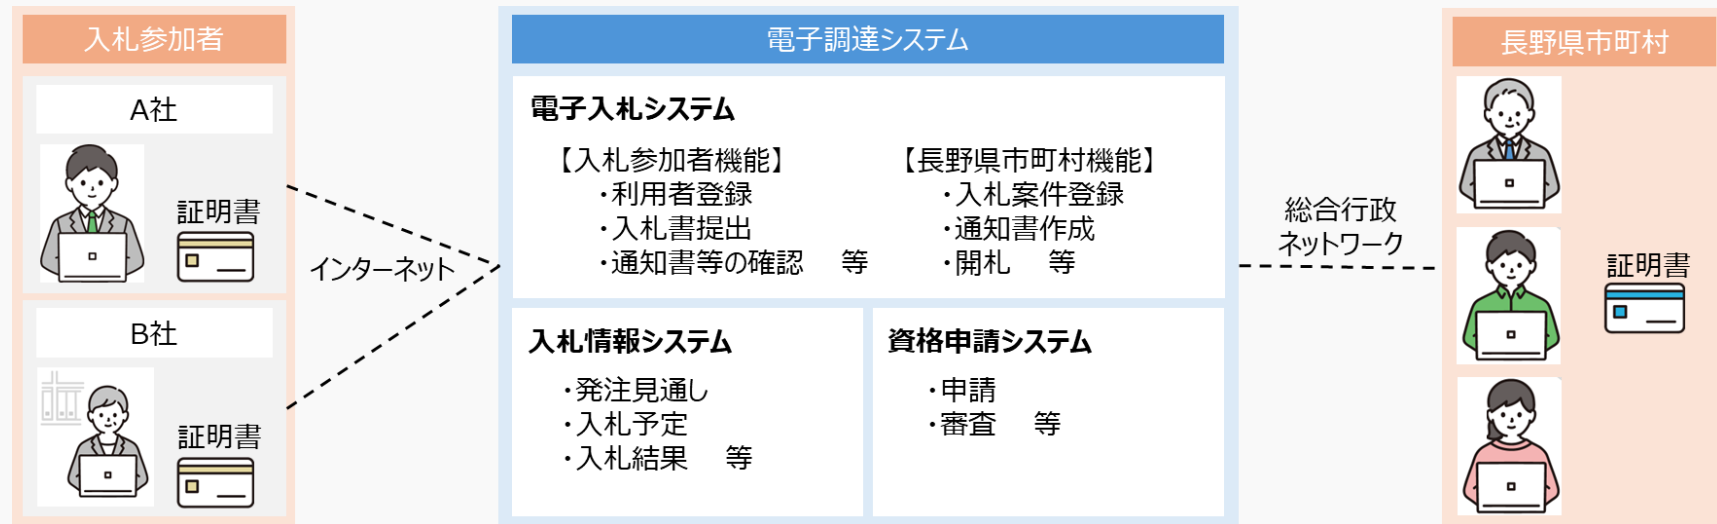 入札参加者
A社
証明書
B社
証明書
インターネット
電子調達システム
電子入札システム
【入札参加者機能】
・利用者登録
・入札書提出
・通知書等の確認 等
【長野県市町村機能】
・入札案件登録
・通知書作成
・開札 等
入札情報システム
・発注見通し
・入札予定
・入札結果 等
資格申請システム
・申請
・審査 等
総合行政
ネットワーク
長野県市町村
証明書